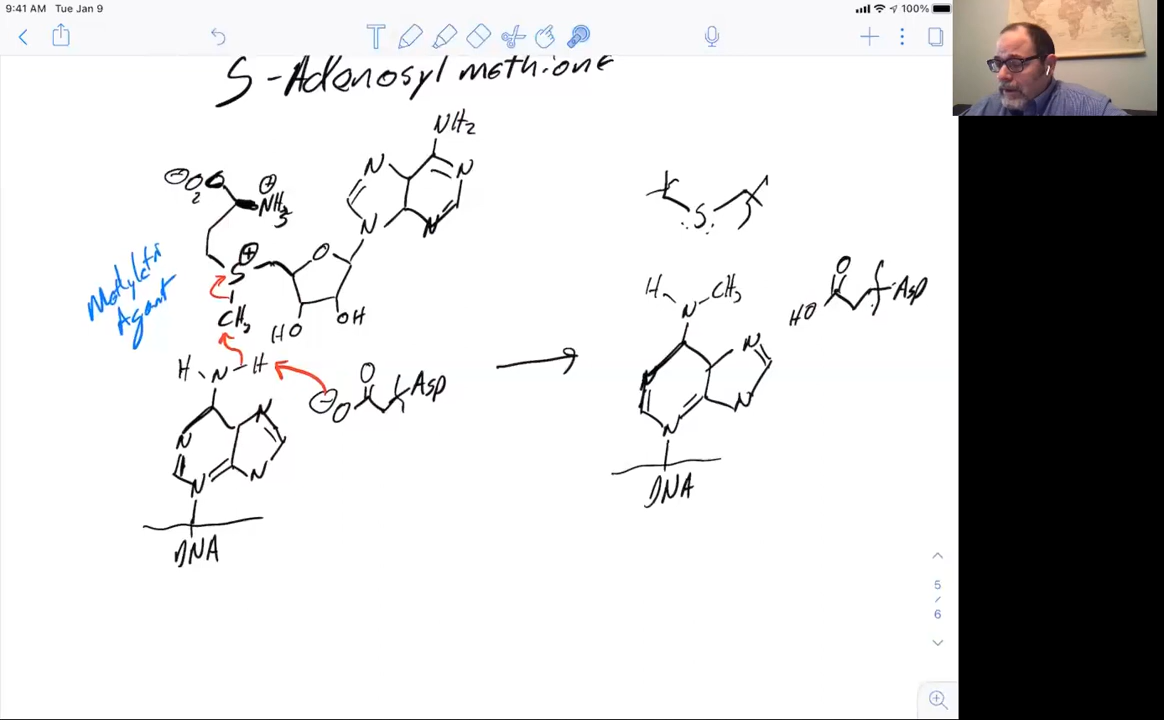 9:41 AM Tue Jan 9
100%
S-Adenosyl methione
NH2
N
N
⊖O2C
⊕
NH3
N
N
S
⊕
O
CH3
HO
OH
Agent
H
N
H
⊖O
O
Asp
N
N
N
N
DNA
S
H
N
CH3
O
HO
Asp
N
N
N
N
DNA
5
/
6